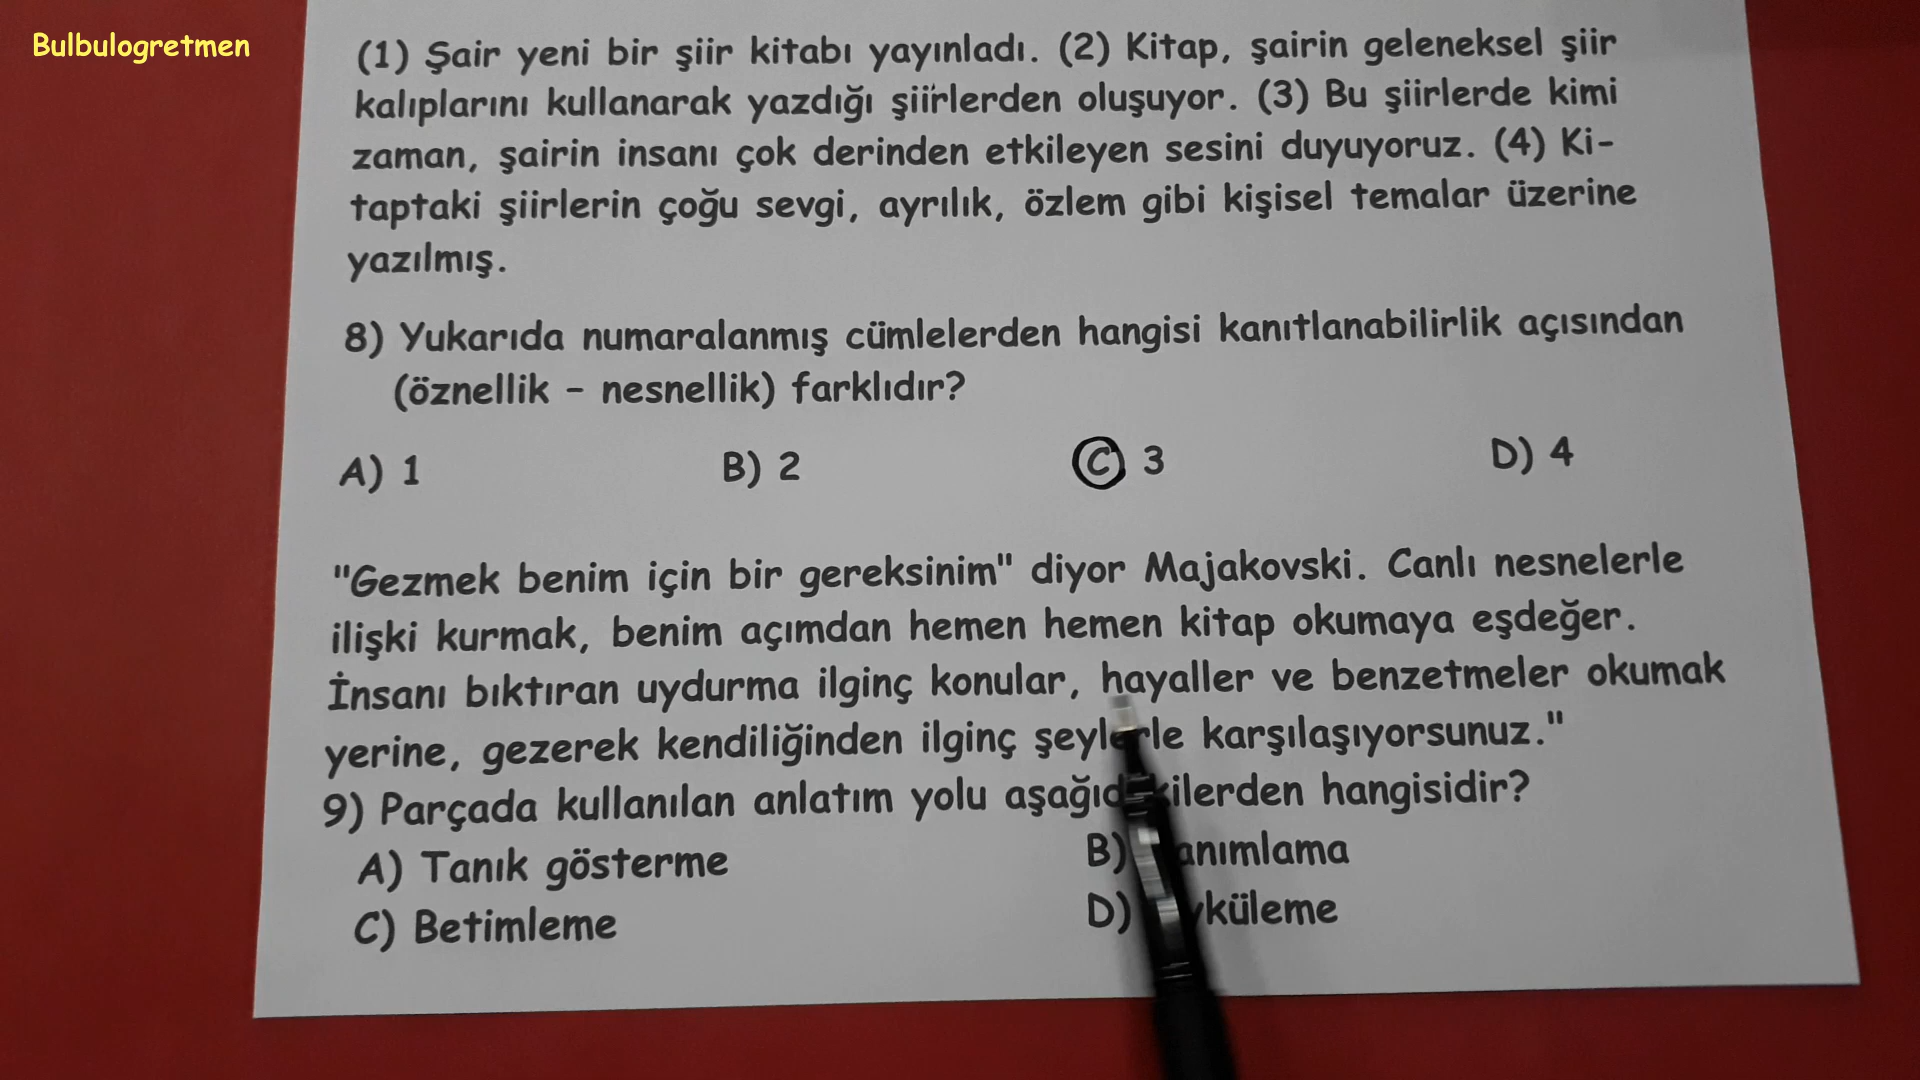 Bulbulogretmen
(1) Şair yeni bir şiir kitabı yayınladı. (2) Kitap, şairin geleneksel şiir
kalıplarını kullanarak yazdığı şiirlerden oluşuyor. (3) Bu şiirlerde kimi
zaman, şairin insanı çok derinden etkileyen sesini duyuyoruz. (4) Ki-
taptaki şiirlerin çoğu sevgi, ayrılık, özlem gibi kişisel temalar üzerine
yazılmış.
8) Yukarıda numaralanmış cümlelerden hangisi kanıtlanabilirlik açısından
(öznellik - nesnellik) farklıdır?
A) 1 B) 2 C) 3 D) 4
"Gezmek benim için bir gereksinim" diyor Majakovski. Canlı nesnelerle
ilişki kurmak, benim açımdan hemen hemen kitap okumaya eşdeğer.
İnsanı bıktıran uydurma ilginç konular, hayaller ve benzetmeler okumak
yerine, gezerek kendiliğinden ilginç şeylerle karşılaşıyorsunuz."
9) Parçada kullanılan anlatım yolu aşağıdakilerden hangisidir?
A) Tanık gösterme B) Tanımlama
C) Betimleme D)